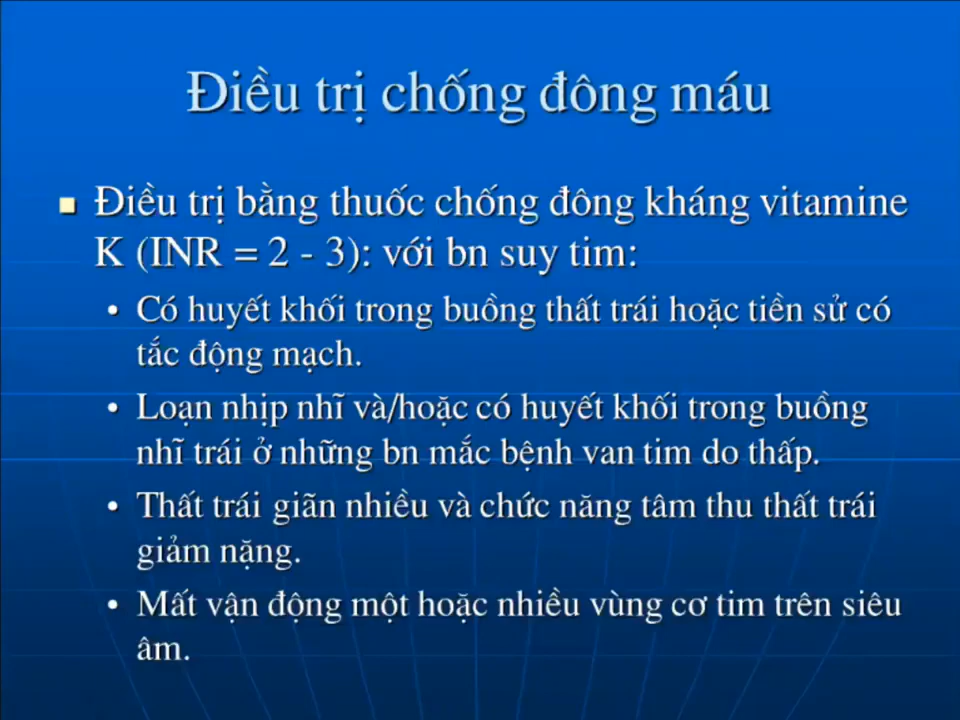 Điều trị chống đông máu
Điều trị bằng thuốc chống đông kháng vitamine
K (INR = 2 - 3): với bn suy tim:
• Có huyết khối trong buồng thất trái hoặc tiền sử có
tắc động mạch.
• Loạn nhịp nhĩ và/hoặc có huyết khối trong buồng
nhĩ trái ở những bn mắc bệnh van tim do thấp.
• Thất trái giãn nhiều và chức năng tâm thu thất trái
giảm nặng.
• Mất vận động một hoặc nhiều vùng cơ tim trên siêu
âm.